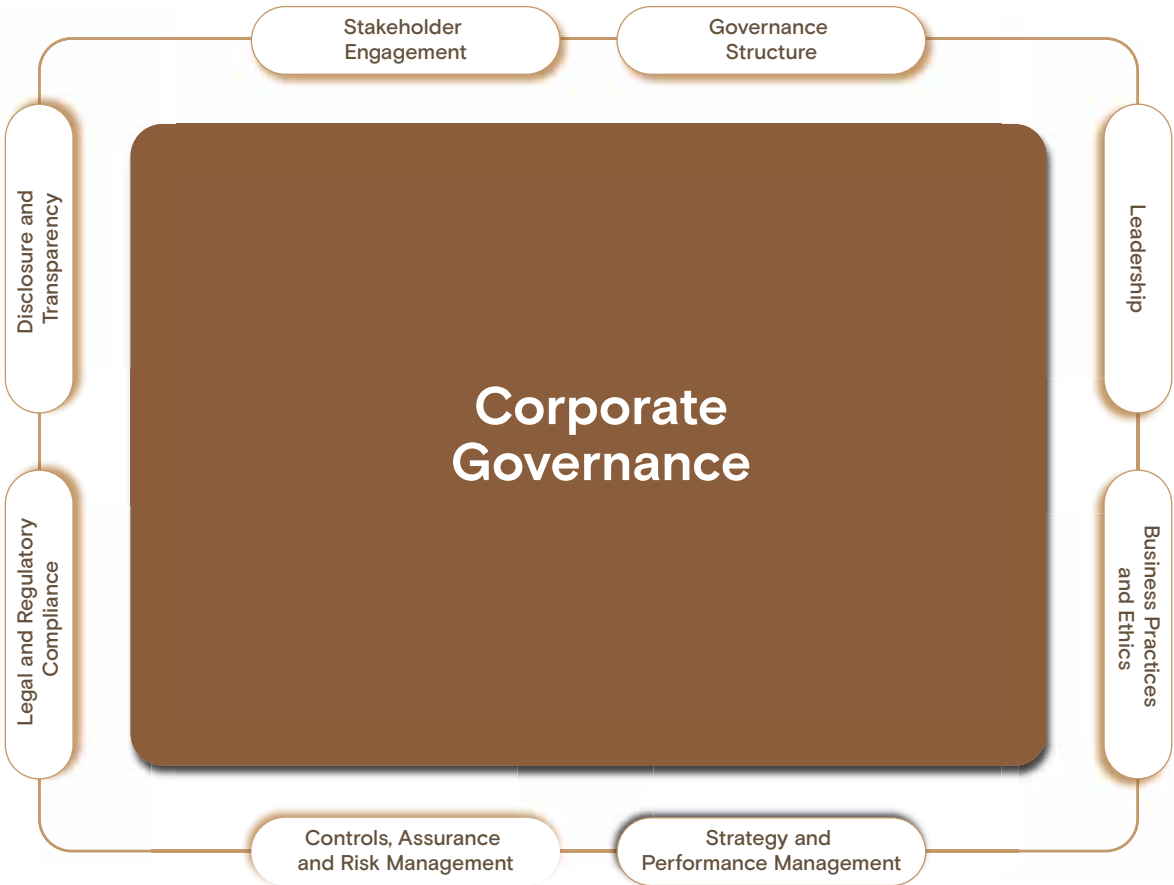 Stakeholder
Engagement
Governance
Structure
Disclosure and
Transparency
Leadership
Corporate
Governance
Legal and Regulatory
Compliance
Business Practices
and Ethics
Controls, Assurance
and Risk Management
Strategy and
Performance Management